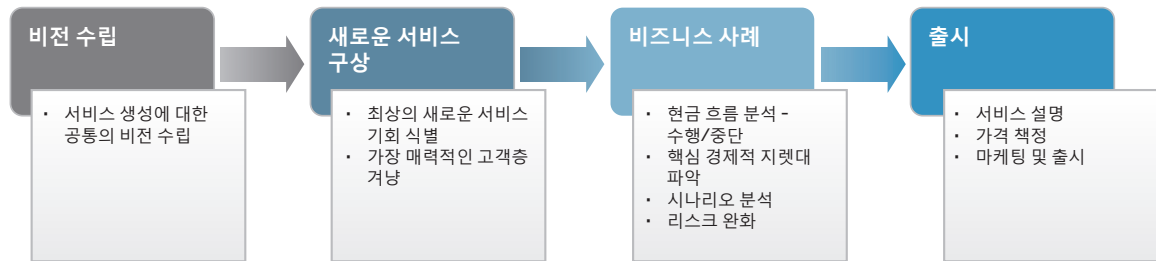 비전 수립
· 서비스 생성에 대한
공통의 비전 수립
새로운 서비스
구상
· 최상의 새로운 서비스
기회 식별
· 가장 매력적인 고객층
겨냥
비즈니스 사례
· 현금 흐름 분석 –
수행/중단
· 핵심 경제적 지렛대
파악
· 시나리오 분석
· 리스크 완화
출시
· 서비스 설명
· 가격 책정
· 마케팅 및 출시